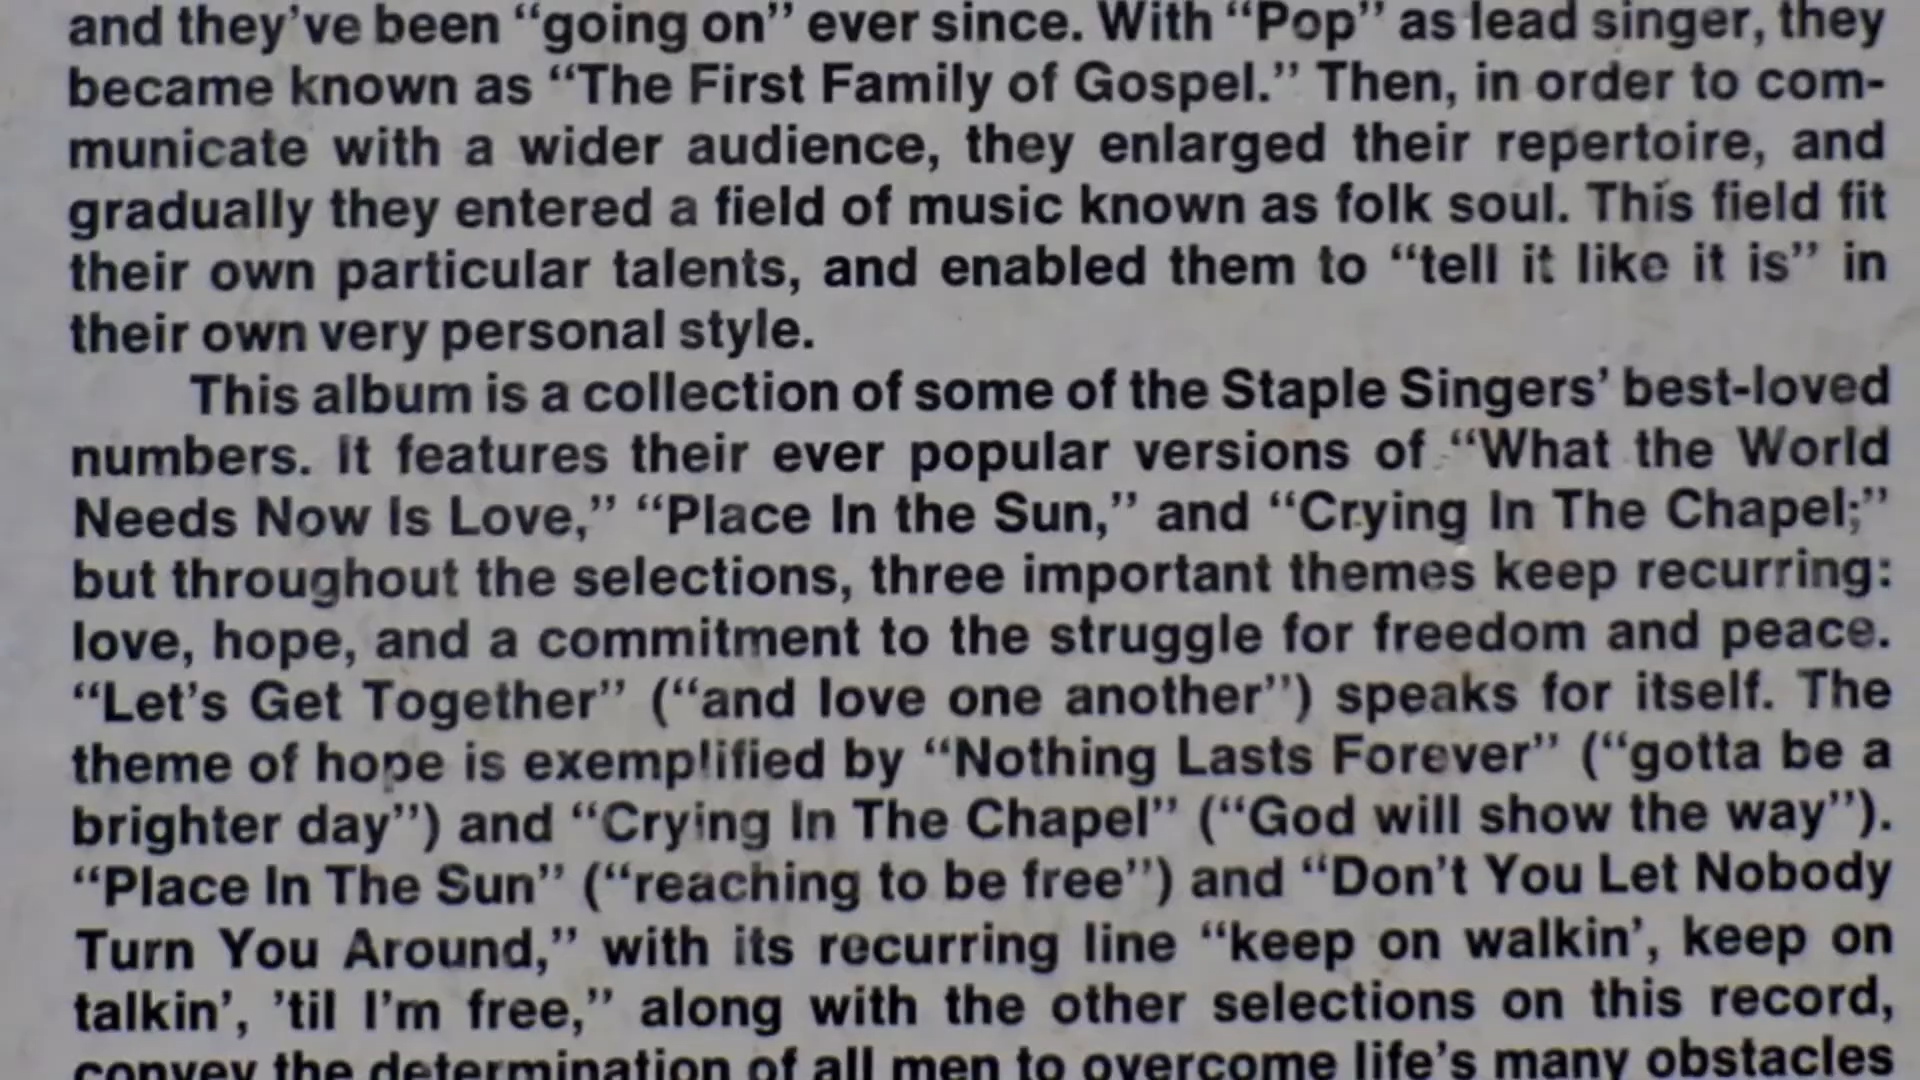 and they've been “going on” ever since. With “Pop” as lead singer, they
became known as “The First Family of Gospel.” Then, in order to com-
municate with a wider audience, they enlarged their repertoire, and
gradually they entered a field of music known as folk soul. This field fit
their own particular talents, and enabled them to “tell it like it is” in
their own very personal style.
This album is a collection of some of the Staple Singers' best-loved
numbers. It features their ever popular versions of “What the World
Needs Now Is Love,” “Place In the Sun,” and “Crying In The Chapel;”
but throughout the selections, three important themes keep recurring:
love, hope, and a commitment to the struggle for freedom and peace.
“Let's Get Together” (“and love one another”) speaks for itself. The
theme of hope is exemplified by “Nothing Lasts Forever” (“gotta be a
brighter day”) and “Crying In The Chapel” (“God will show the way”).
“Place In The Sun” (“reaching to be free”) and “Don't You Let Nobody
Turn You Around,” with its recurring line “keep on walkin', keep on
talkin', 'til I'm free,” along with the other selections on this record,
convey the determination of all men to overcome life's many obstacles